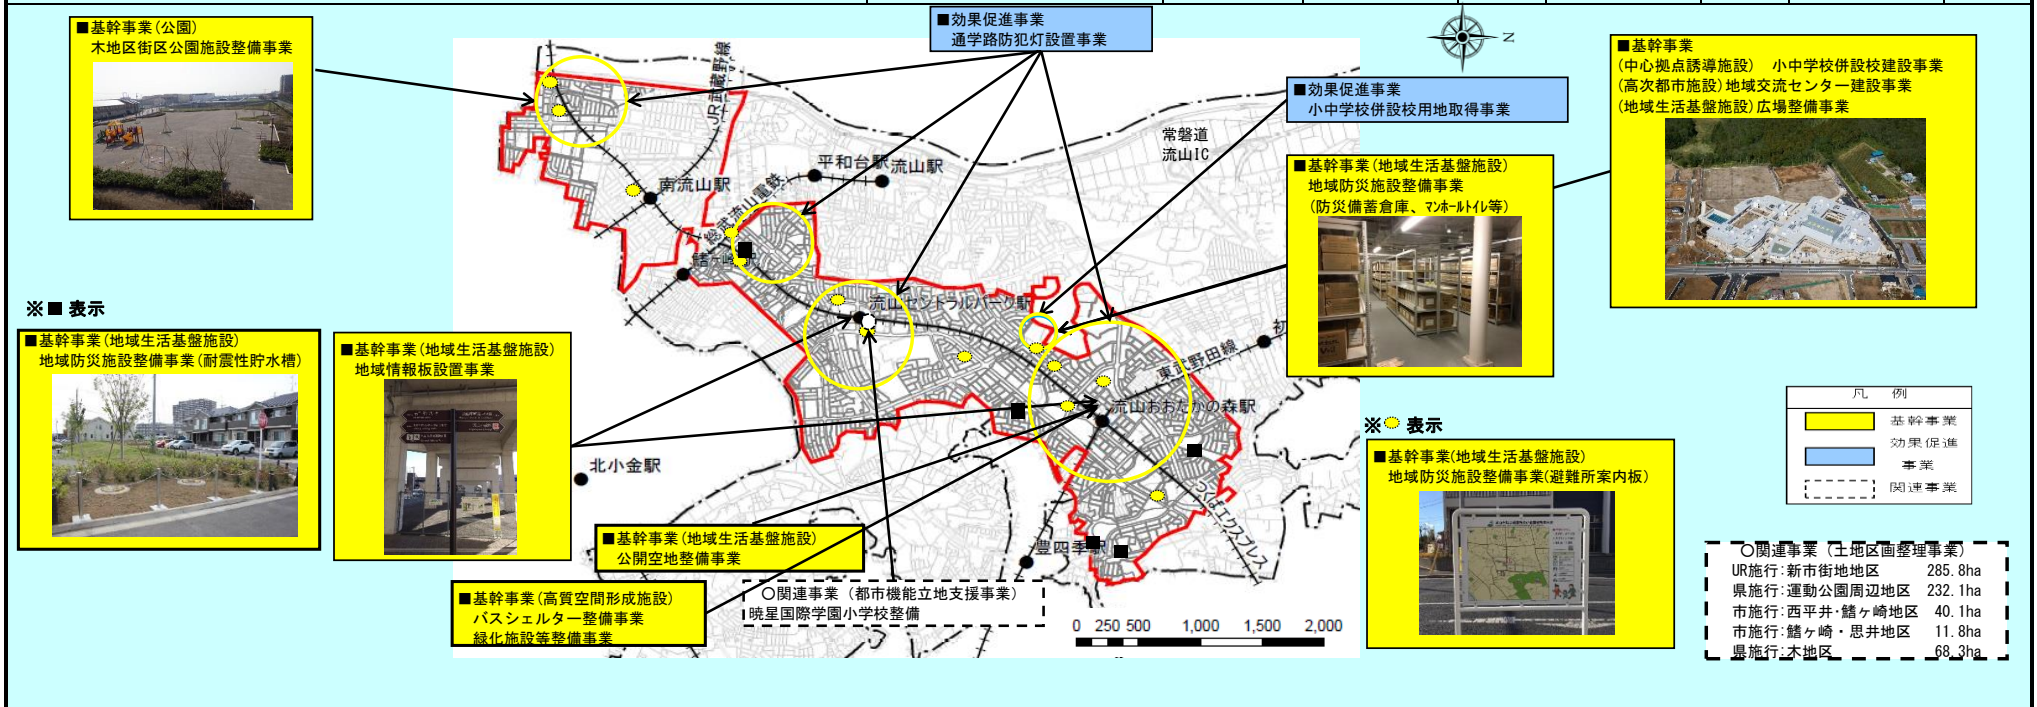 ■基幹事業(公園)
木地区街区公園施設整備事業
■効果促進事業
通学路防犯灯設置事業
N
■基幹事業
(中心拠点誘導施設)　小中学校併設校建設事業
(高次都市施設)地域交流センター建設事業
(地域生活基盤施設)広場整備事業
■効果促進事業
小中学校併設校用地取得事業
■基幹事業(地域生活基盤施設)
地域防災施設整備事業
(防災備蓄倉庫、マンホールトイレ等)
JR武蔵野線
常磐道
流山IC
平和台駅
流山駅
南流山駅
総武流山電鉄
鰭ヶ崎駅
流山セントラルパーク駅
初
東武野田線
流山おおたかの森駅
つくばエクスプレス
北小金駅
豊四季駅
※■ 表示
■基幹事業(地域生活基盤施設)
地域防災施設整備事業(耐震性貯水槽)
■基幹事業(地域生活基盤施設)
地域情報板設置事業
■基幹事業(地域生活基盤施設)
公開空地整備事業
■基幹事業(高質空間形成施設)
バスシェルター整備事業
緑化施設等整備事業
○関連事業（都市機能立地支援事業）
暁星国際学園小学校整備
0 250 500 1,000 1,500 2,000
※ 表示
■基幹事業(地域生活基盤施設)
地域防災施設整備事業(避難所案内板)
凡　例
基幹事業
効果促進
事業
関連事業
○関連事業（土地区画整理事業）
UR施行:新市街地地区 285.8ha
県施行:運動公園周辺地区 232.1ha
市施行:西平井・鰭ヶ崎地区 40.1ha
市施行:鰭ヶ崎・思井地区 11.8ha
県施行:木地区 68.3ha